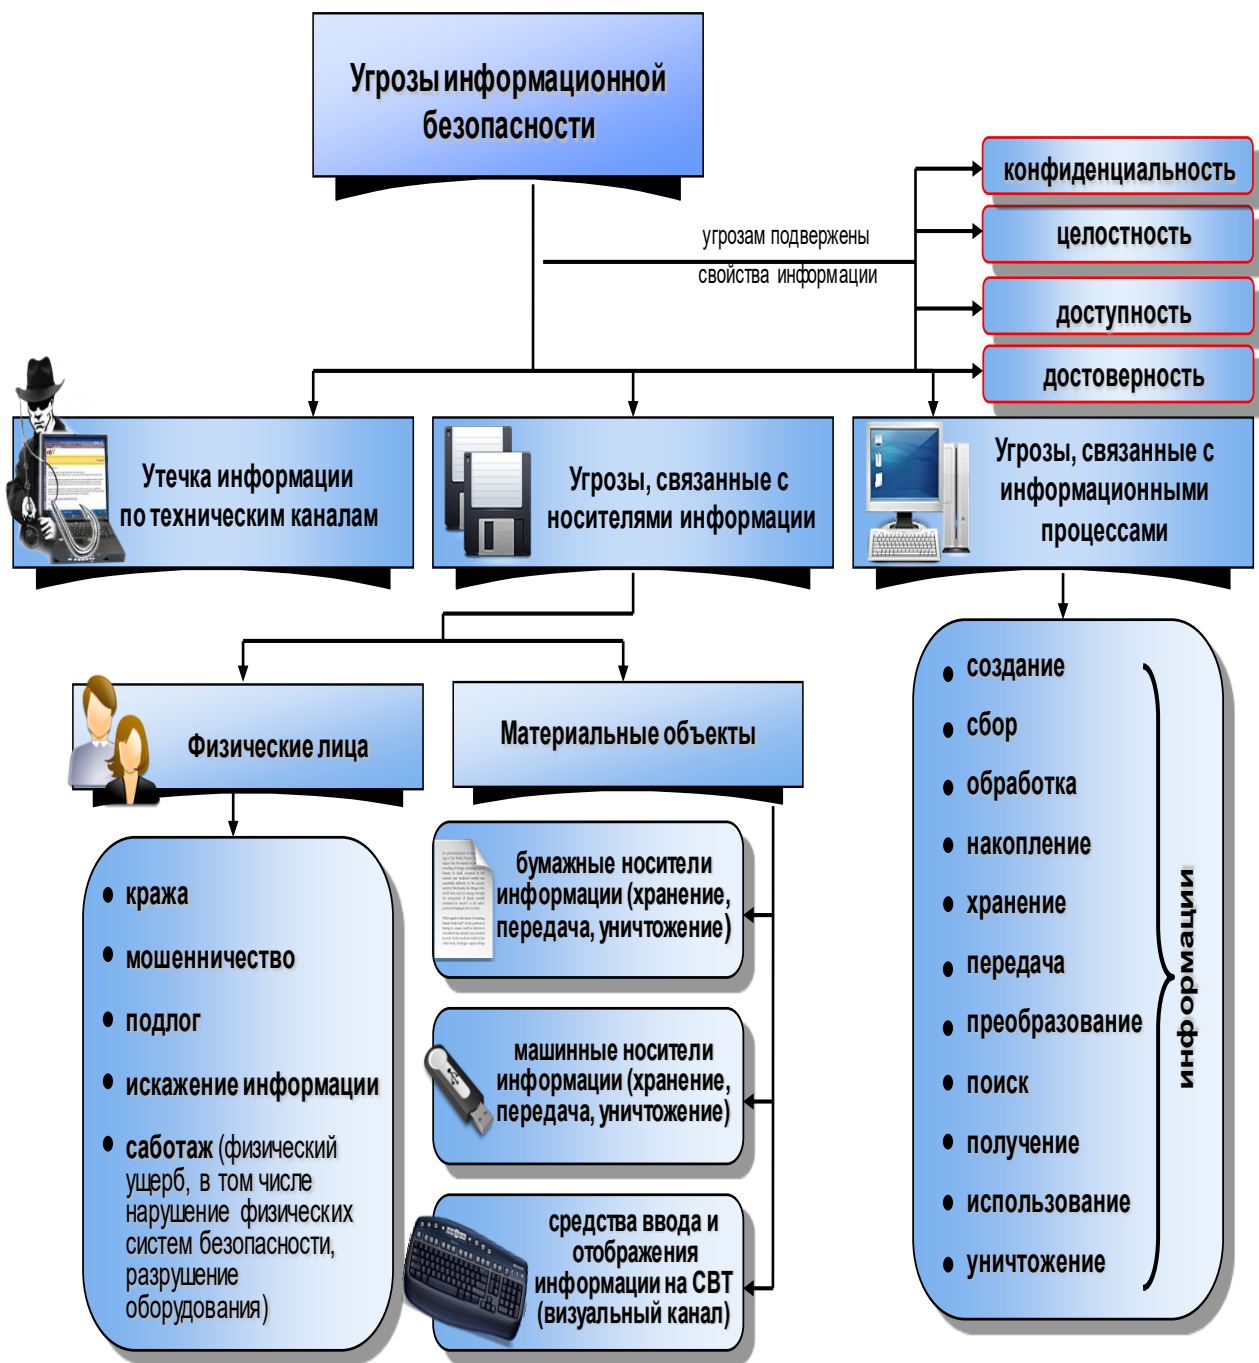 Угрозы информационной
безопасности
угрозам подвержены
свойства информации
конфиденциальность
целостность
доступность
достоверность
Утечка информации
по техническим каналам
Угрозы, связанные с
носителями информации
Угрозы, связанные с
информационными
процессами
Физические лица
Материальные объекты
• кража
• мошенничество
• подлог
• искажение информации
• саботаж (физический
ущерб, в том числе
нарушение физических
систем безопасности,
разрушение
оборудования)
бумажные носители
информации (хранение,
передача, уничтожение)
машинные носители
информации (хранение,
передача, уничтожение)
средства ввода и
отображения
информации на СВТ
(визуальный канал)
• создание
• сбор
• обработка
• накопление
• хранение
• передача
• преобразование
• поиск
• получение
• использование
• уничтожение
информации